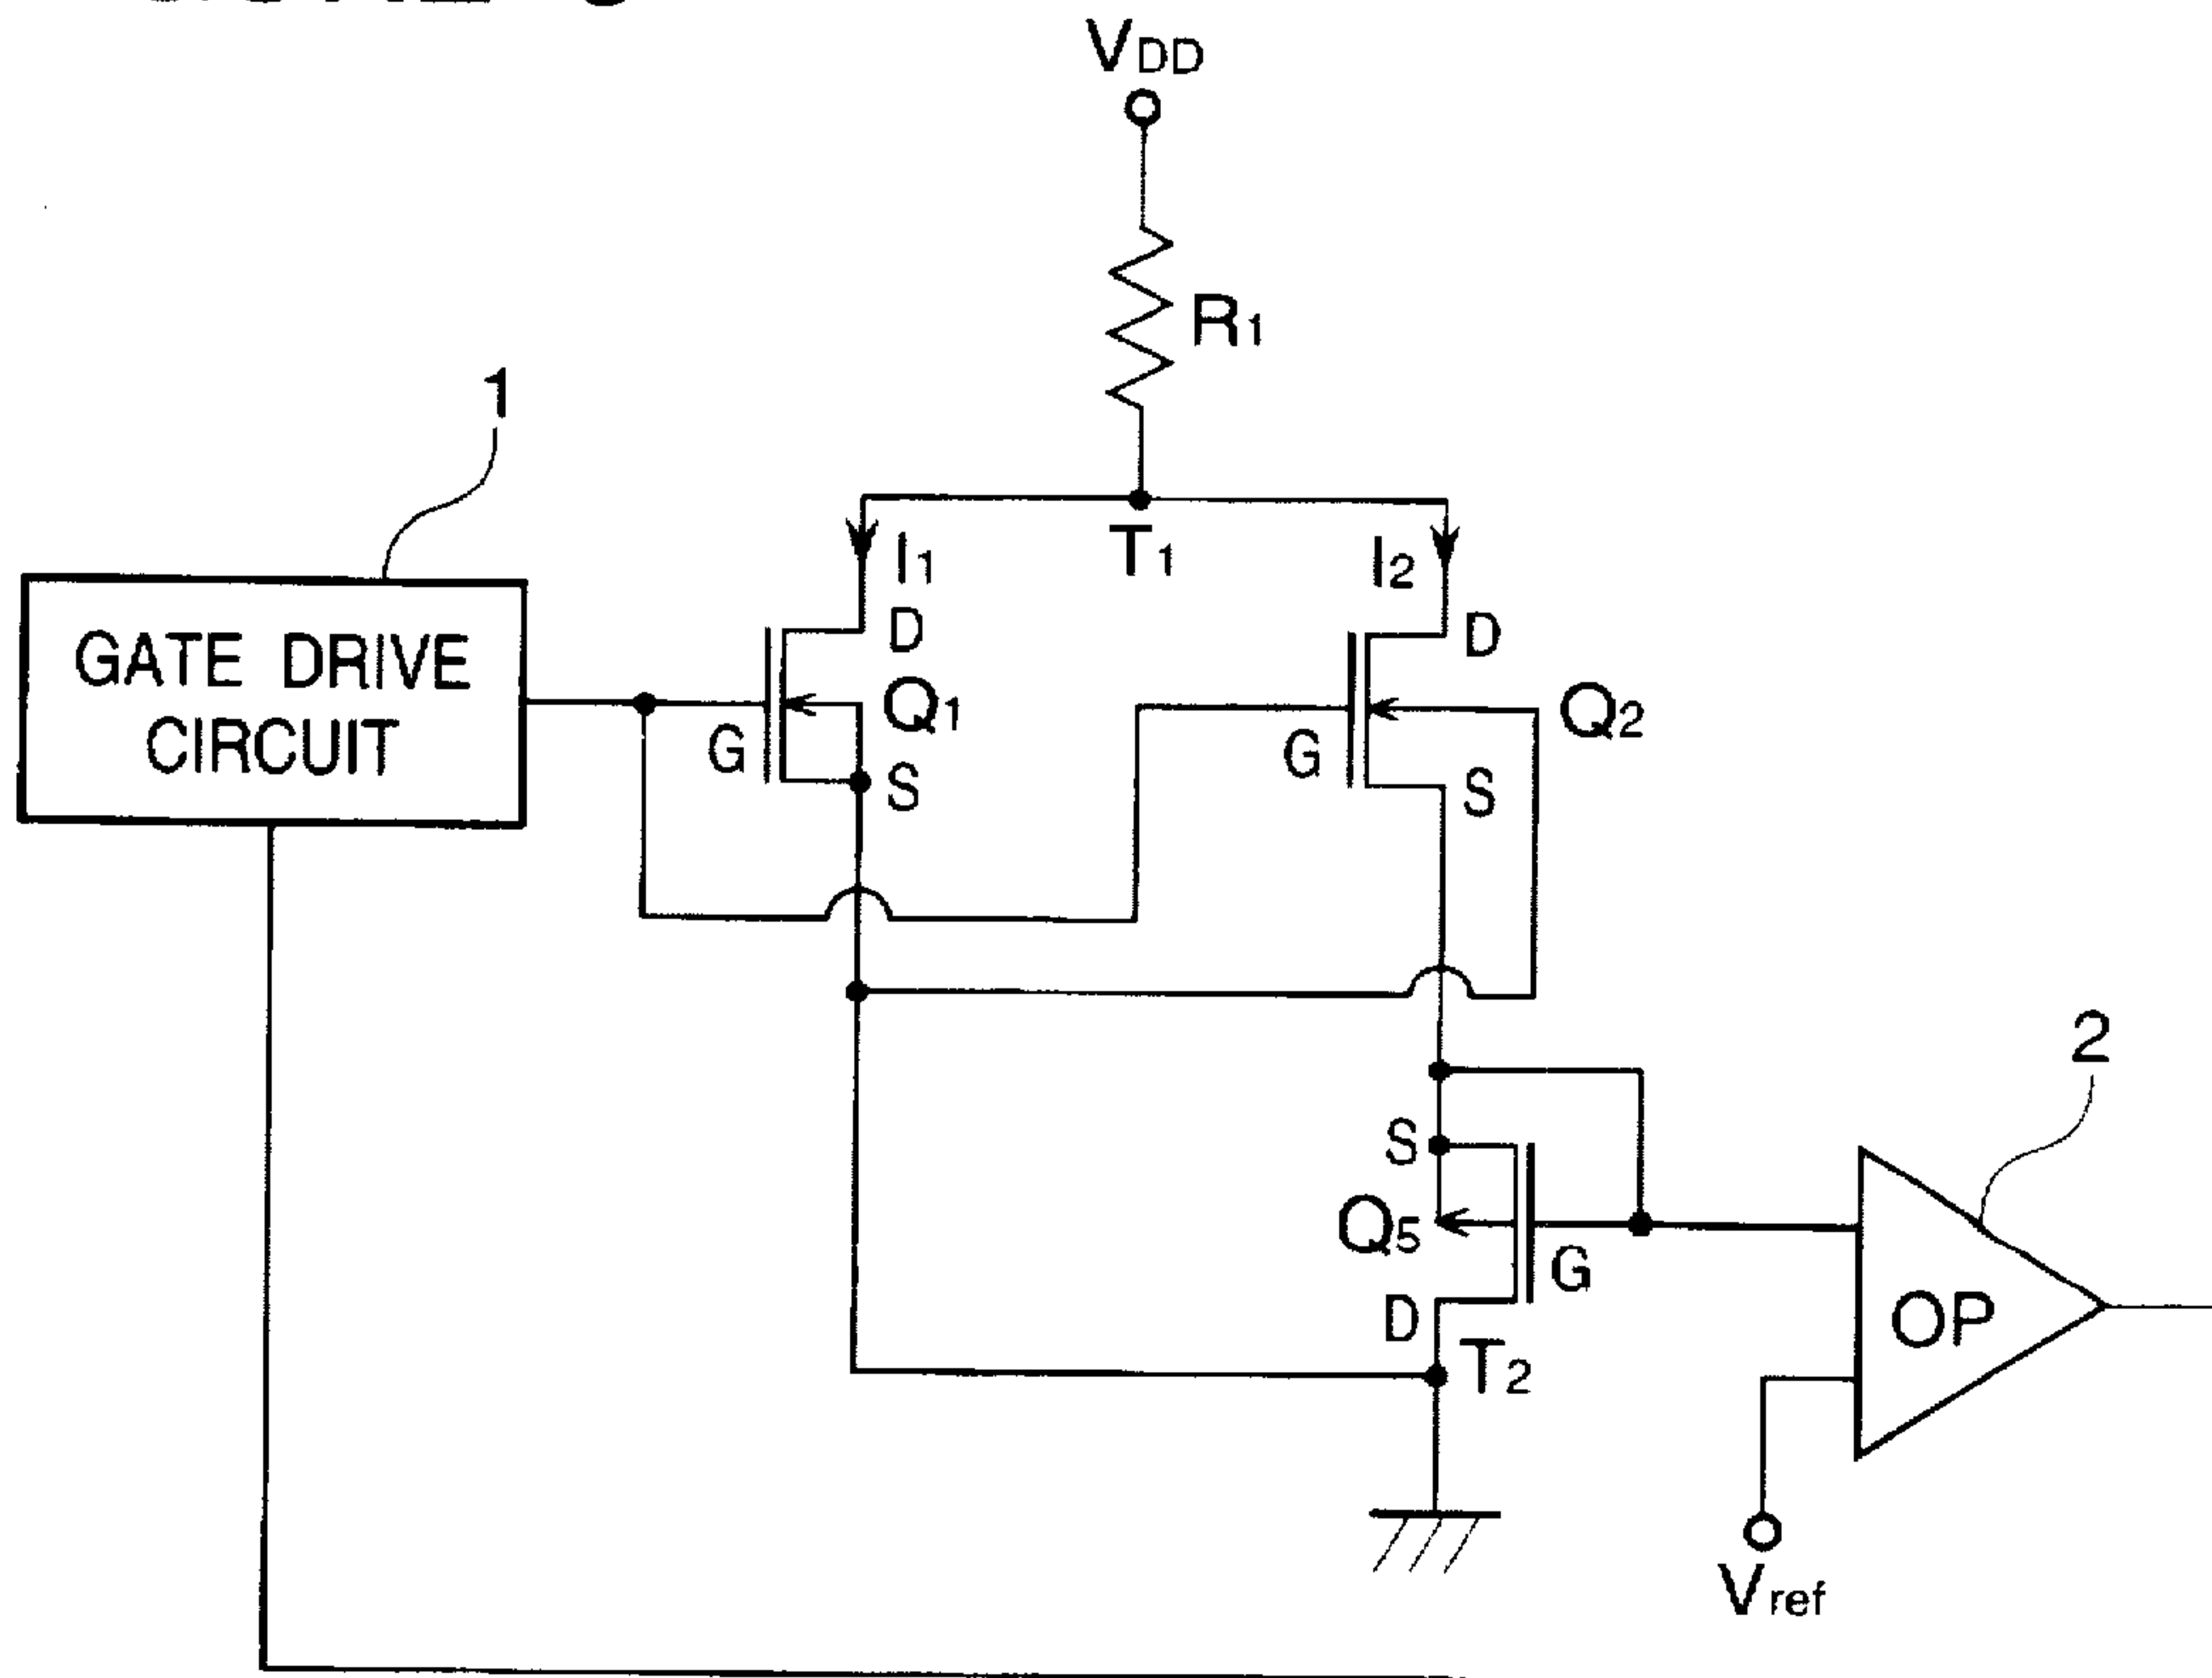 VDD
R1
1
T1
I1
I2
GATE DRIVE
CIRCUIT
D
Q1
G
S
D
Q2
G
S
2
S
Q5
G
D
T2
OP
Vref